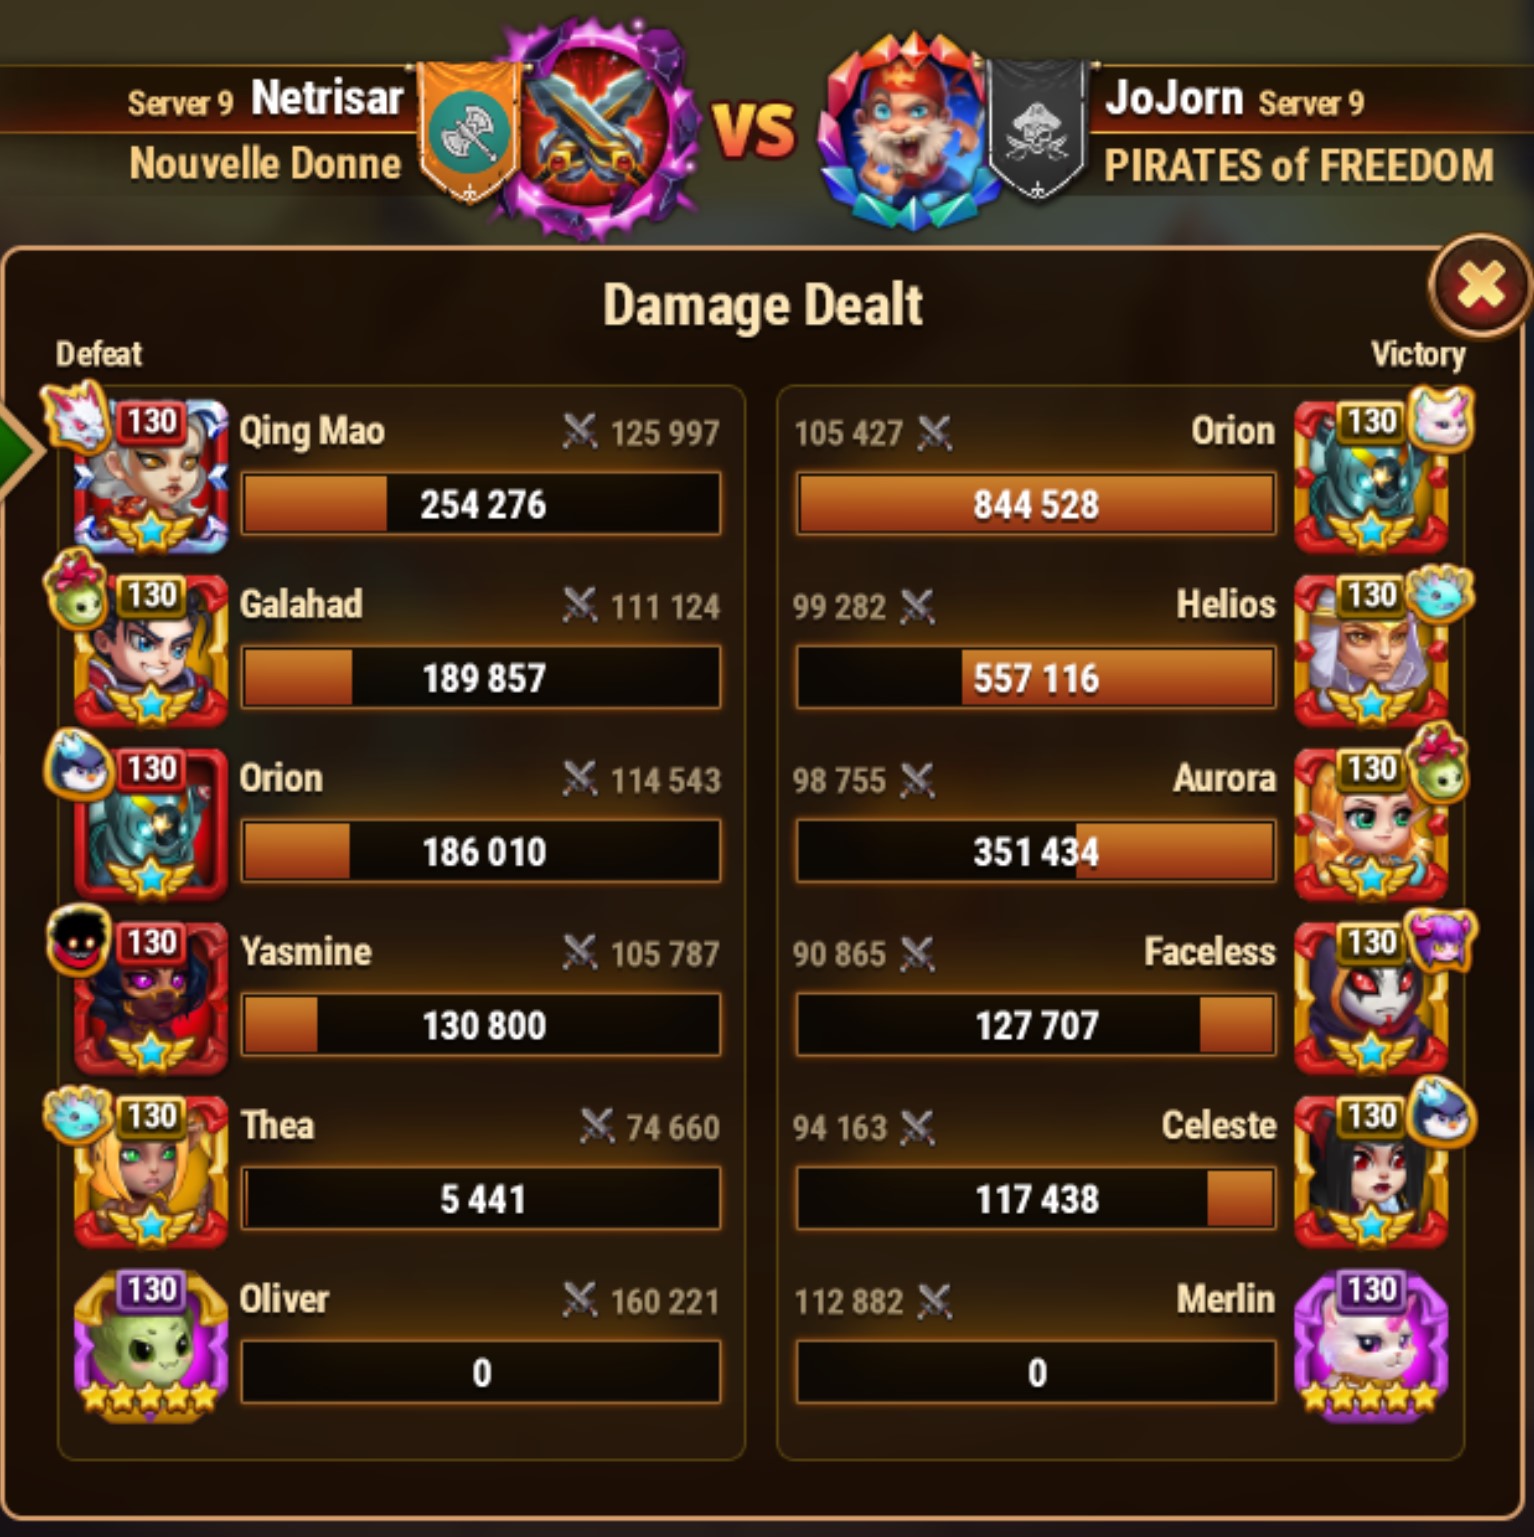 Server 9 Netrisar
Nouvelle Donne
VS
JoJorn Server 9
PIRATES of FREEDOM
Damage Dealt
Defeat
Victory
130 Qing Mao 125 997
254 276
130 Galahad 111 124
189 857
130 Orion 114 543
186 010
130 Yasmine 105 787
130 800
130 Thea 74 660
5 441
130 Oliver 160 221
0
105 427 Orion 130
844 528
99 282 Helios 130
557 116
98 755 Aurora 130
351 434
90 865 Faceless 130
127 707
94 163 Celeste 130
117 438
112 882 Merlin 130
0